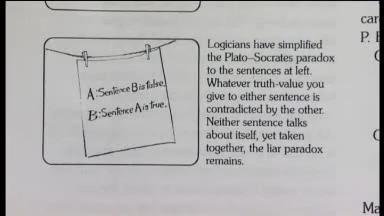 A: Sentence B is false.
B: Sentence A is true.
Logicians have simplified
the Plato–Socrates paradox
to the sentences at left.
Whatever truth-value you
give to either sentence is
contradicted by the other.
Neither sentence talks
about itself, yet taken
together, the liar paradox
remains.
car
P. E
Ma